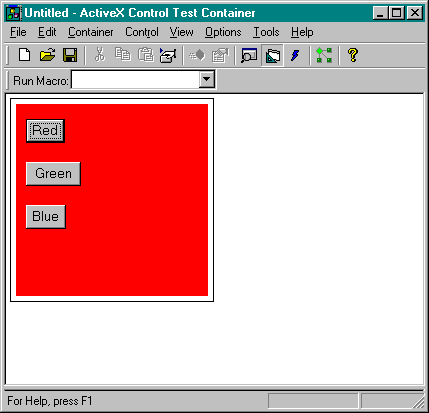 Untitled - ActiveX Control Test Container
File Edit Container Control View Options Tools Help
Run Macro:
Red
Green
Blue
For Help, press F1